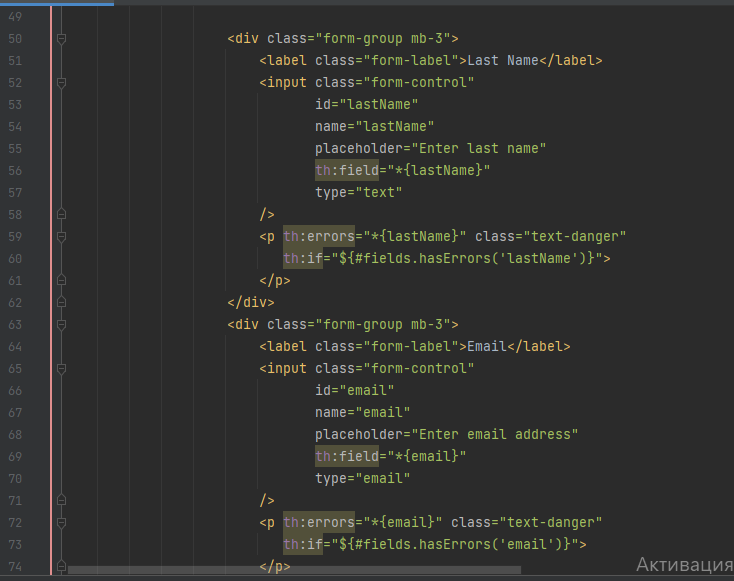 49
50 <div class="form-group mb-3">
51 <label class="form-label">Last Name</label>
52 <input class="form-control"
53 id="lastName"
54 name="lastName"
55 placeholder="Enter last name"
56 th:field="*{lastName}"
57 type="text"
58 />
59 <p th:errors="*{lastName}" class="text-danger"
60 th:if="${#fields.hasErrors('lastName')}">
61 </p>
62 </div>
63 <div class="form-group mb-3">
64 <label class="form-label">Email</label>
65 <input class="form-control"
66 id="email"
67 name="email"
68 placeholder="Enter email address"
69 th:field="*{email}"
70 type="email"
71 />
72 <p th:errors="*{email}" class="text-danger"
73 th:if="${#fields.hasErrors('email')}">
74 </p>
Активация